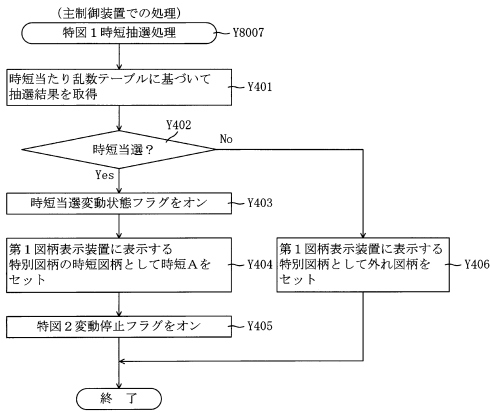 (主制御装置での処理)
特図1時短抽選処理
Y8007
時短当たり乱数テーブルに基づいて
抽選結果を取得
Y401
Y402
時短当選?
No
Yes
時短当選変動状態フラグをオン
Y403
第1図柄表示装置に表示する
特別図柄の時短図柄として時短Aを
セット
Y404
第1図柄表示装置に表示する
特別図柄として外れ図柄を
セット
Y406
特図2変動停止フラグをオン
Y405
終 了